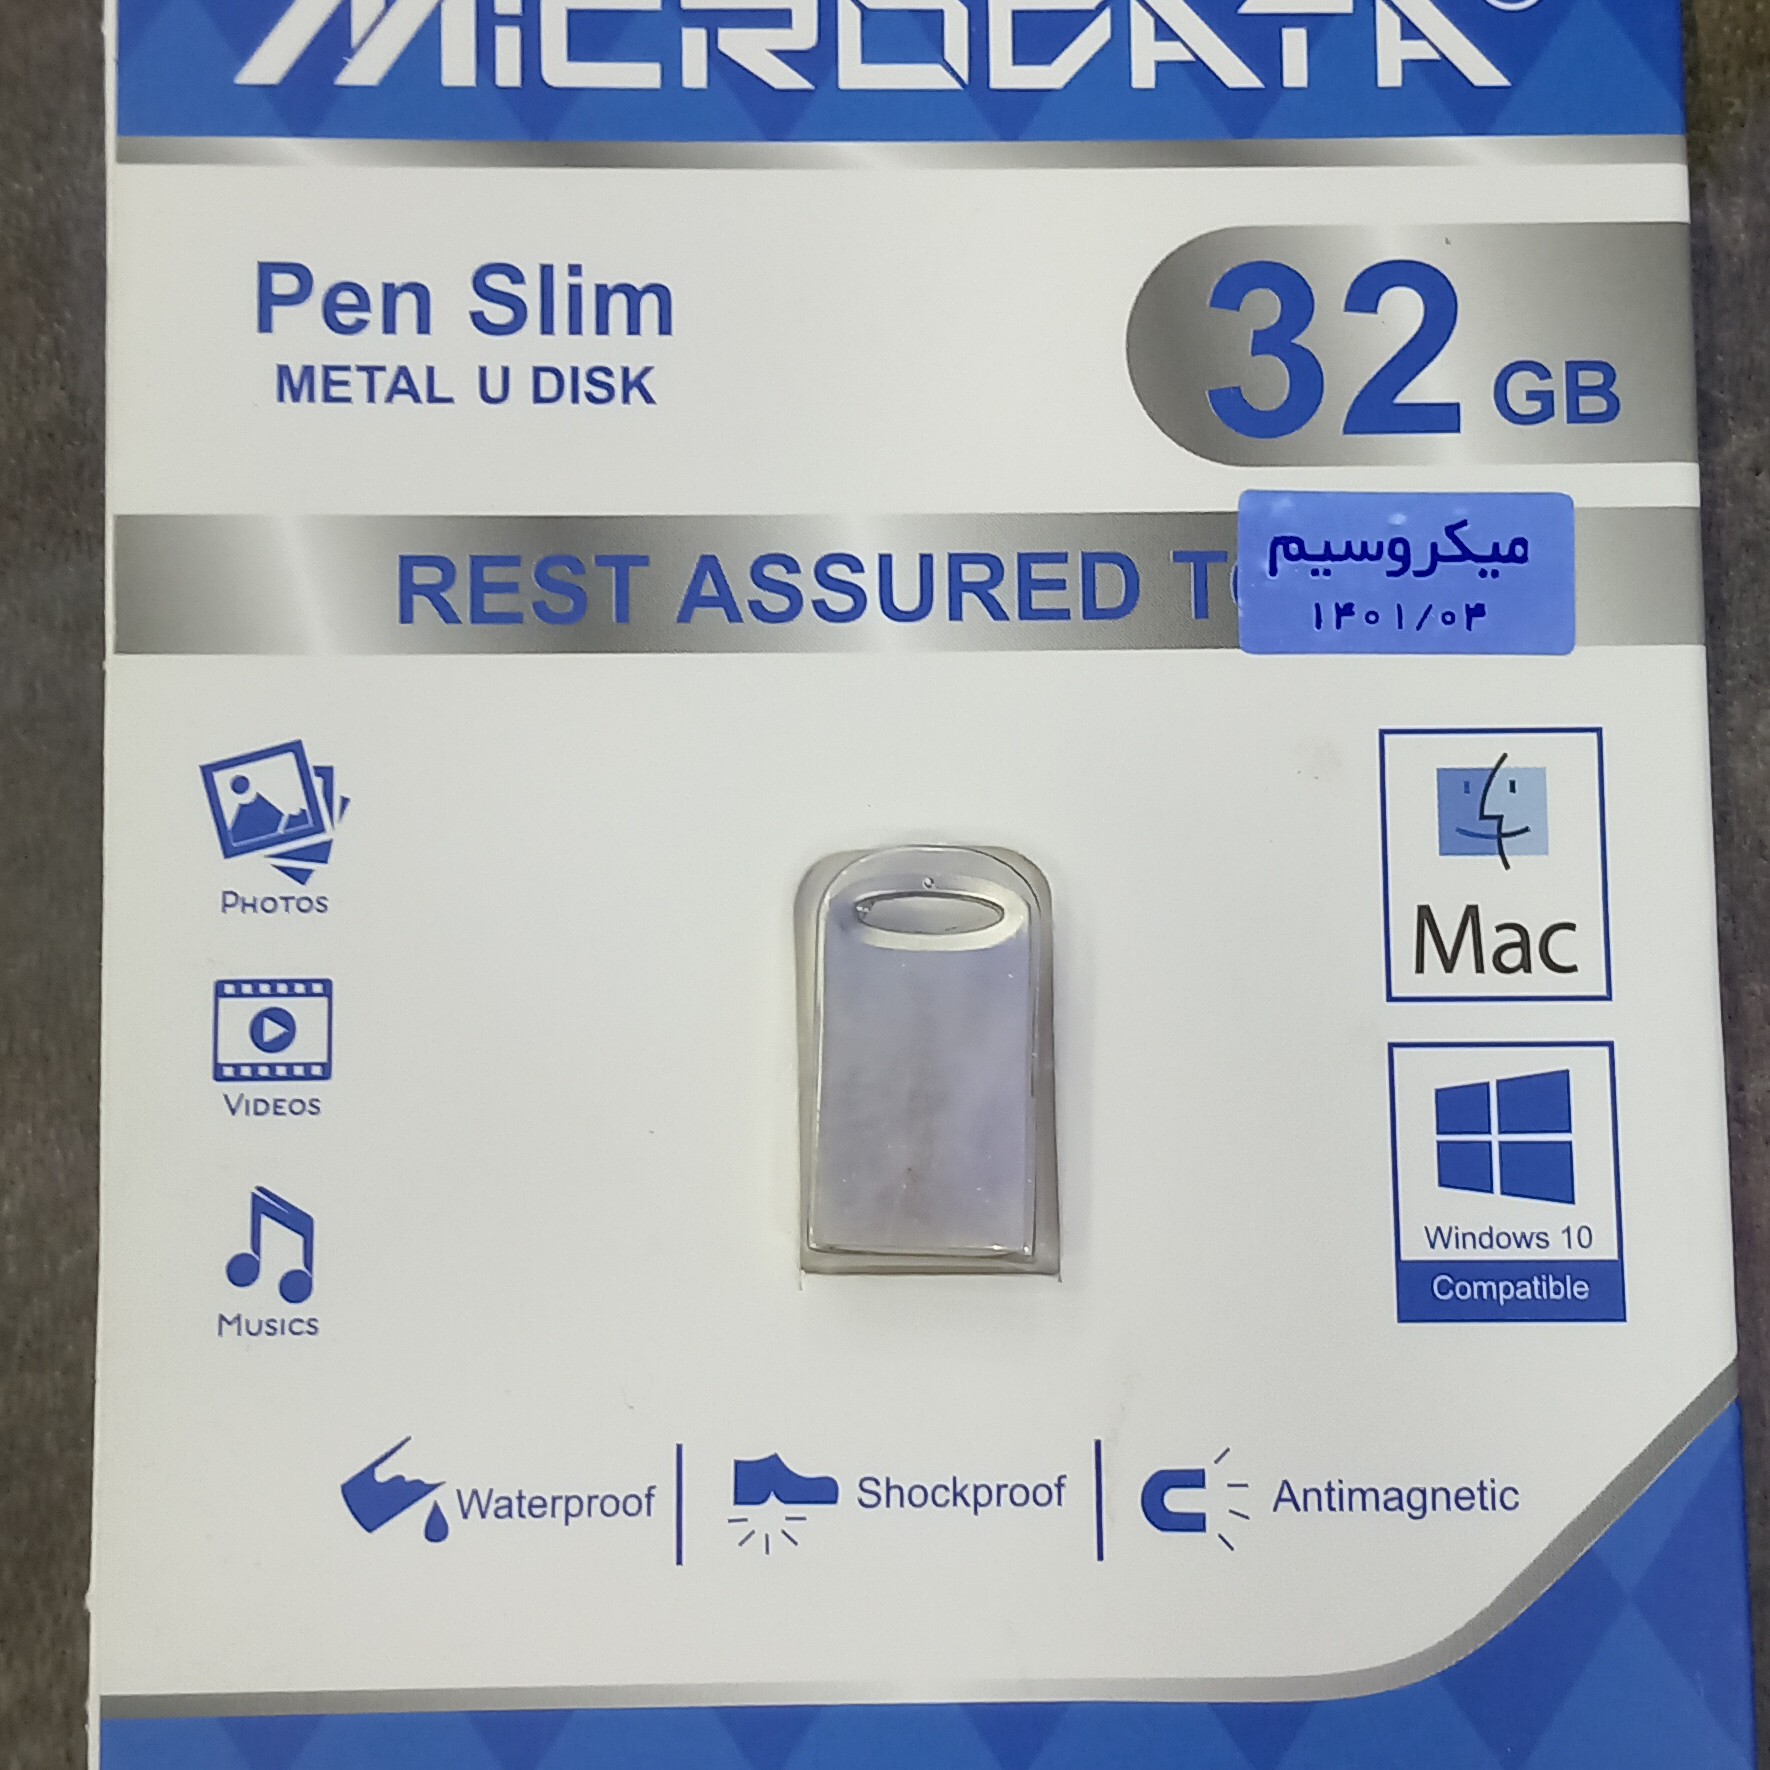 MiCRODATA
Pen Slim
METAL U DISK
32 GB
REST ASSURED
میکروسیم
۱۴۰۱/۰۴
PHOTOS
VIDEOS
MUSICS
Mac
Windows 10
Compatible
Waterproof
Shockproof
Antimagnetic